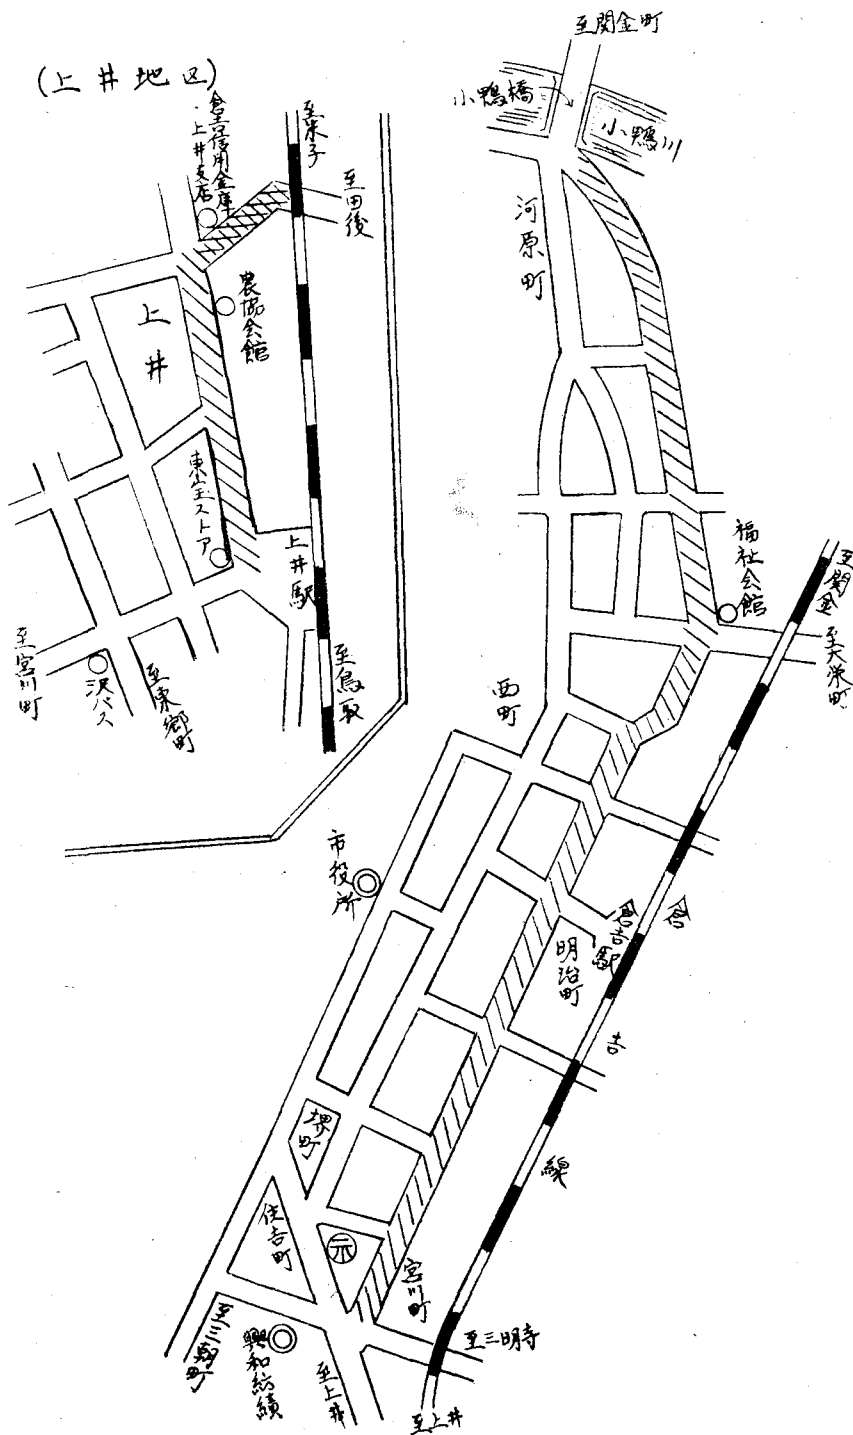 (上井地区)
倉吉信用金庫
・上井支店
至米子
至田後
農協会館
上井
東宝ストア
上井駅
至宮川町
沢バス
至東郷町
至鳥取
至関金町
小鴨橋
小鴨川
河原町
福祉会館
至関金
至大栄町
西町
市役所
倉吉駅
明治町
倉吉線
堺町
住吉町
示
宮川町
至三朝町
興和紡績
至上井
至三明寺
至上井